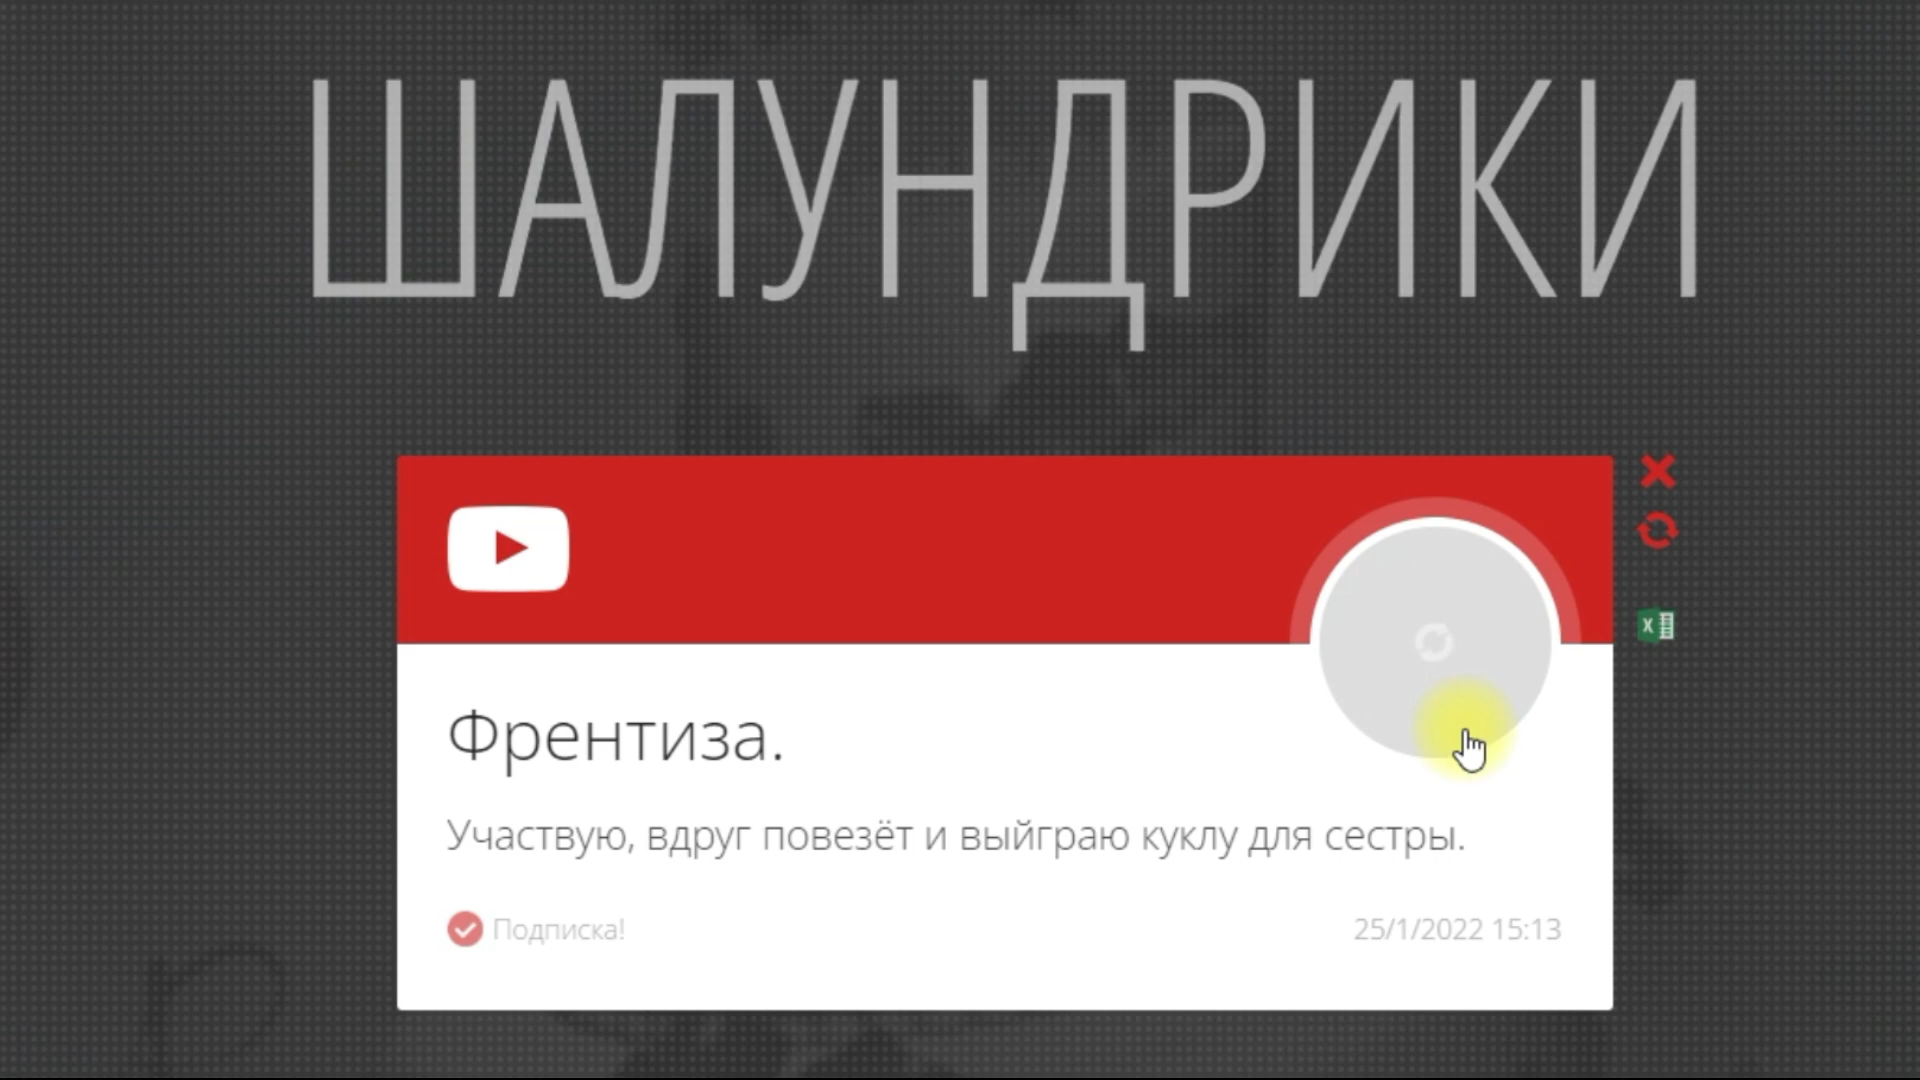 ШАЛУНДРИКИ
Френтиза.
Участвую, вдруг повезёт и выйграю куклу для сестры.
Подписка!
25/1/2022 15:13